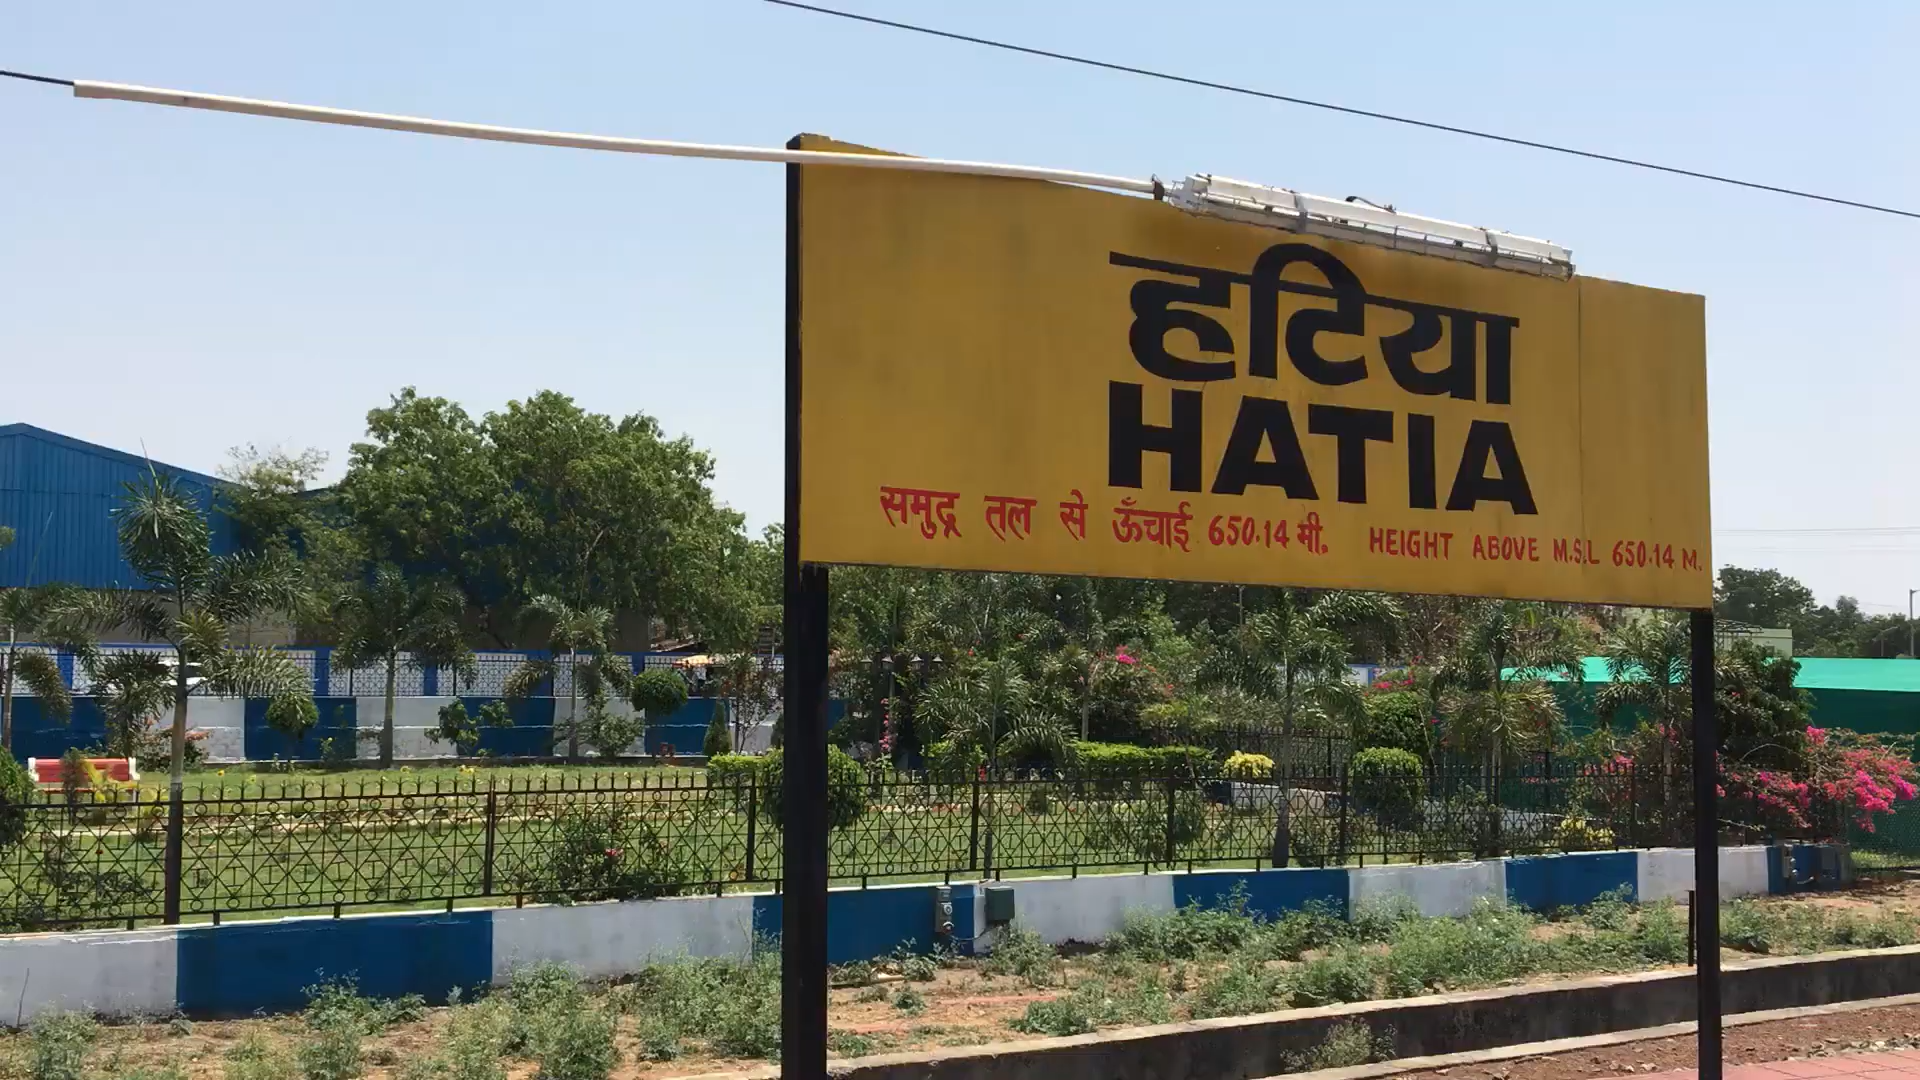 हटिया
HATIA
समुद्र तल से ऊँचाई 650.14 मी. HEIGHT ABOVE M.S.L 650.14 M.